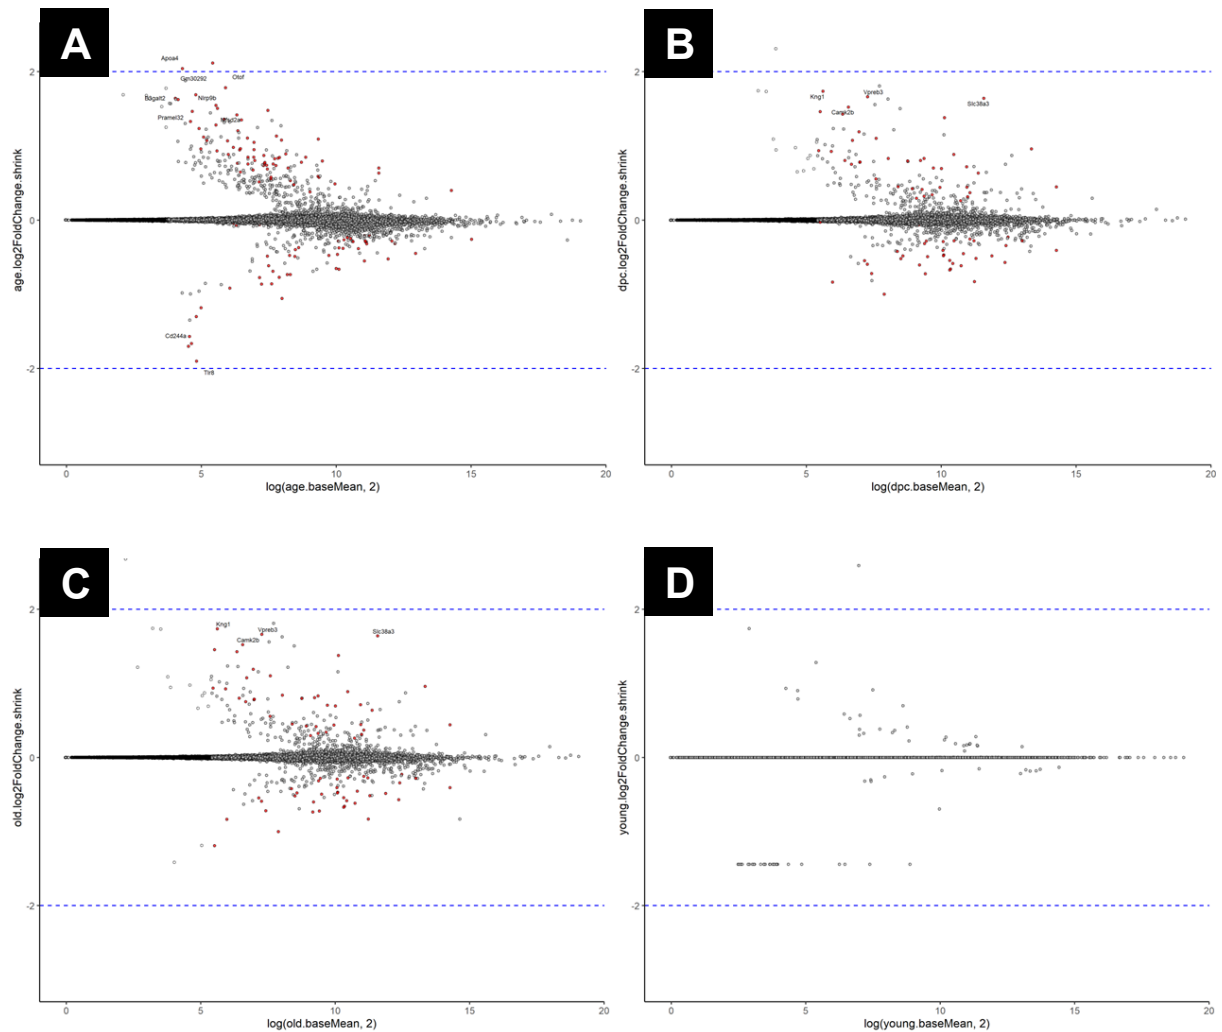 A
B
Apoa4
2
Gm30292
Otof
B3galt2
Nlrp9b
Pramel32
0
Cd244a
-2
Tlr8
age.log2FoldChange.shrink
0 5 10 15 20
log(age.baseMean, 2)
2
Kng1
Vpreb3
Slc38a3
Camk2b
0
-2
dpc.log2FoldChange.shrink
0 5 10 15 20
log(dpc.baseMean, 2)
C
D
2
Kng1
Vpreb3
Slc38a3
Camk2b
0
-2
old.log2FoldChange.shrink
0 5 10 15 20
log(old.baseMean, 2)
2
0
-2
young.log2FoldChange.shrink
0 5 10 15 20
log(young.baseMean, 2)